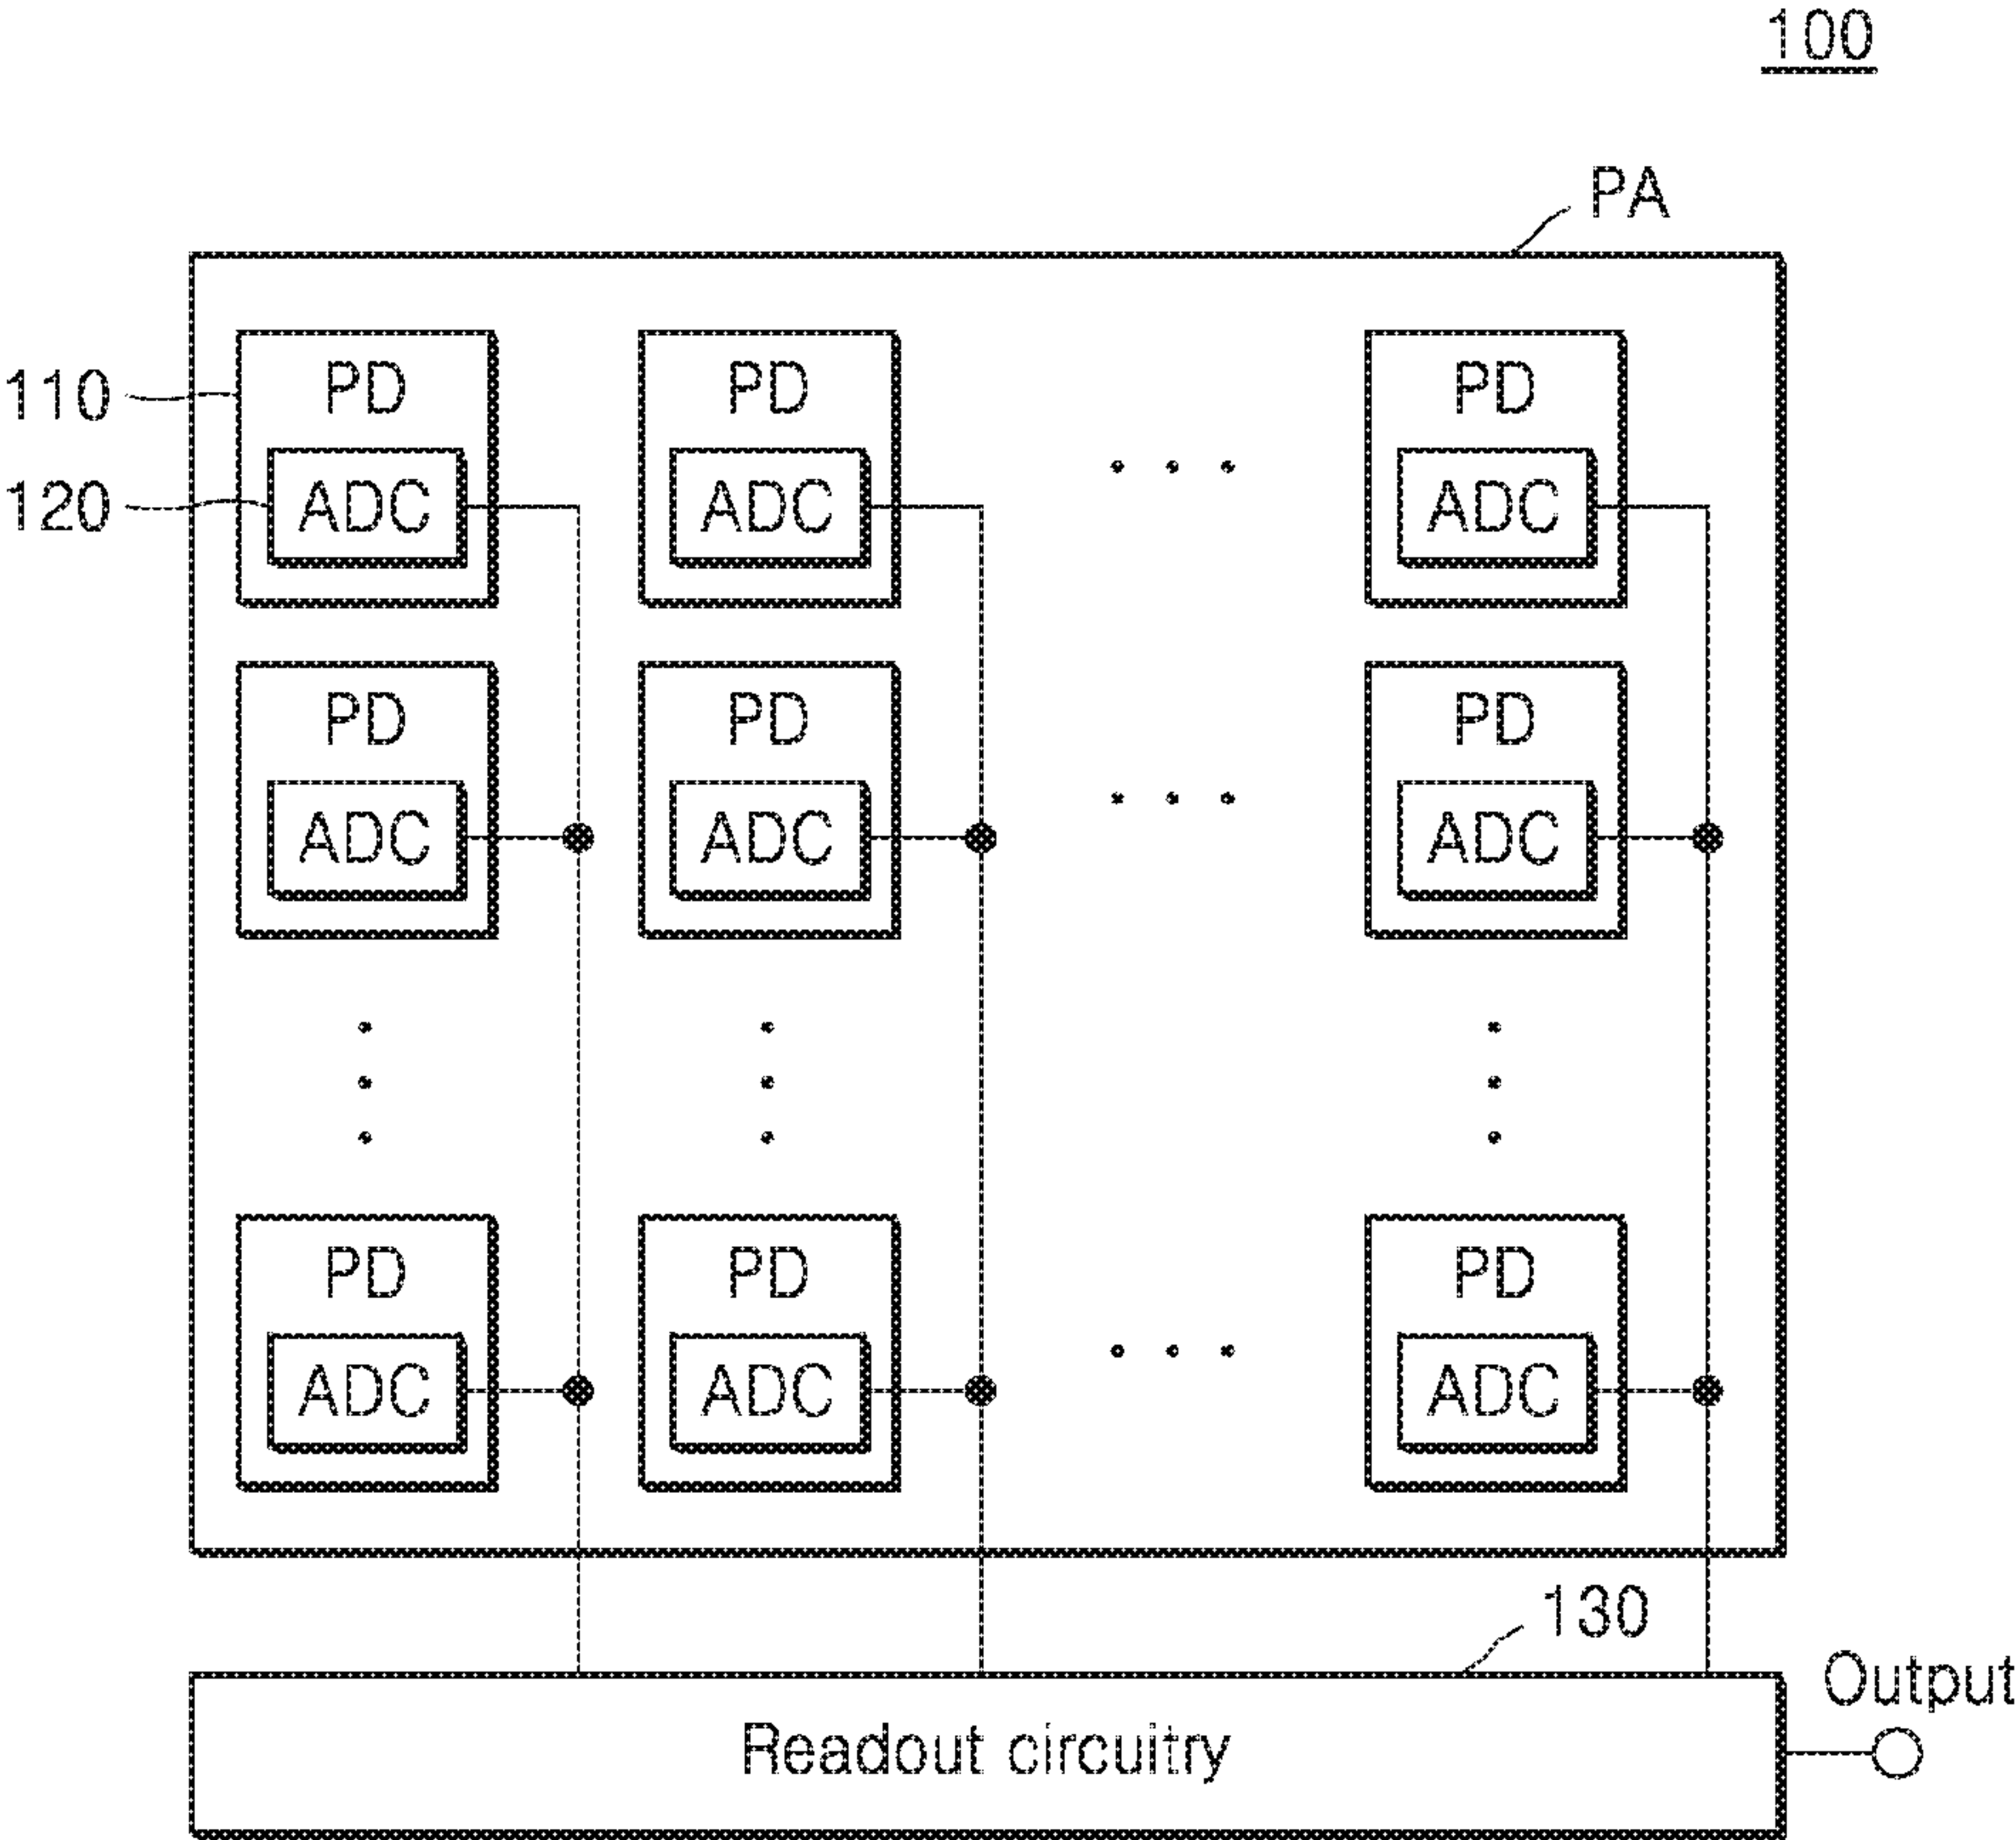 100
PA
110
PD PD PD
120
ADC ADC ADC
PD PD PD
ADC ADC ADC
PD PD PD
ADC ADC ADC
130
Output
Readout circuitry